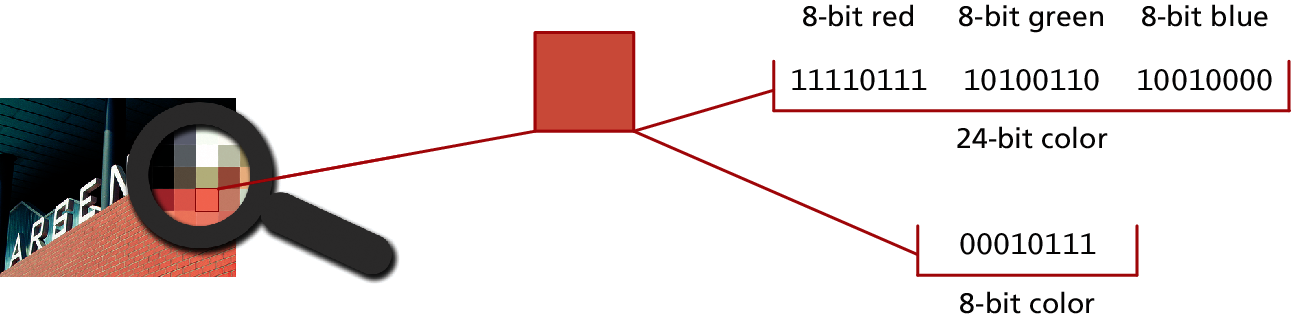 8-bit red 8-bit green 8-bit blue
11110111 10100110 10010000
24-bit color
ARSEN
00010111
8-bit color